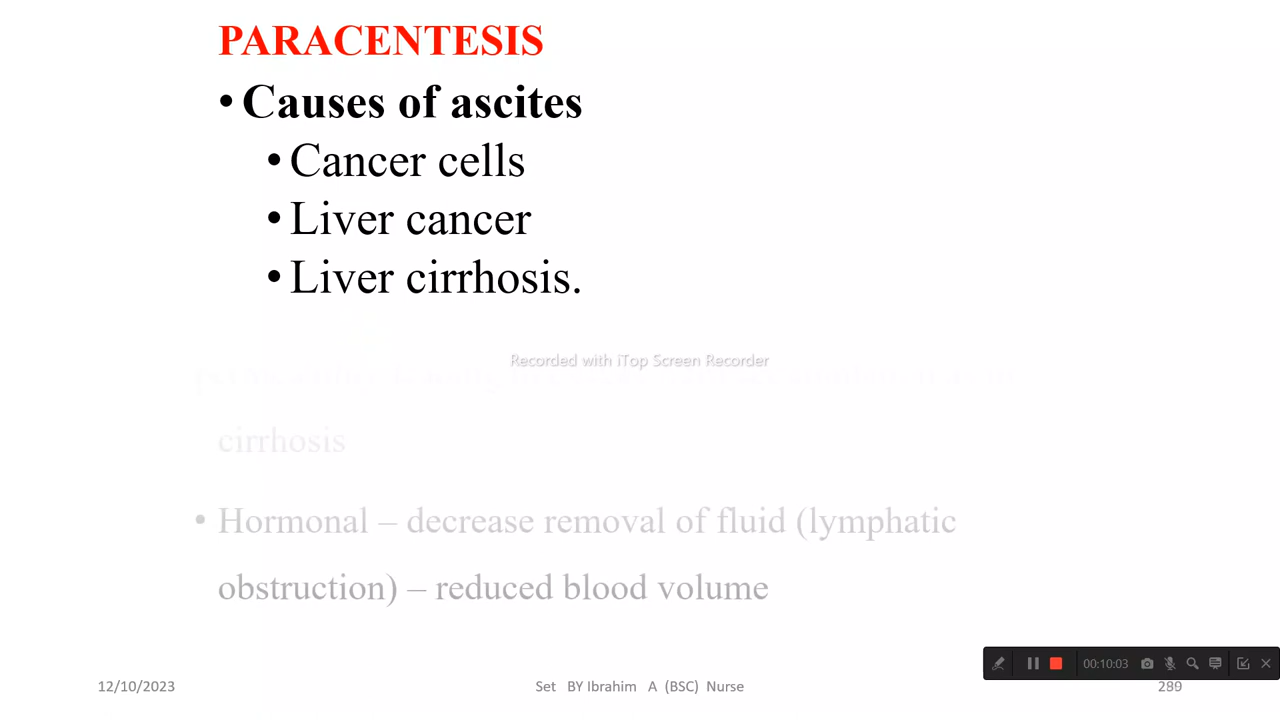 PARACENTESIS
• Causes of ascites
• Cancer cells
• Liver cancer
• Liver cirrhosis.
Recorded with iTop Screen Recorder
cirrhosis
• Hormonal – decrease removal of fluid (lymphatic
obstruction) – reduced blood volume
00:10:03
12/10/2023 Set BY Ibrahim A (BSC) Nurse 289